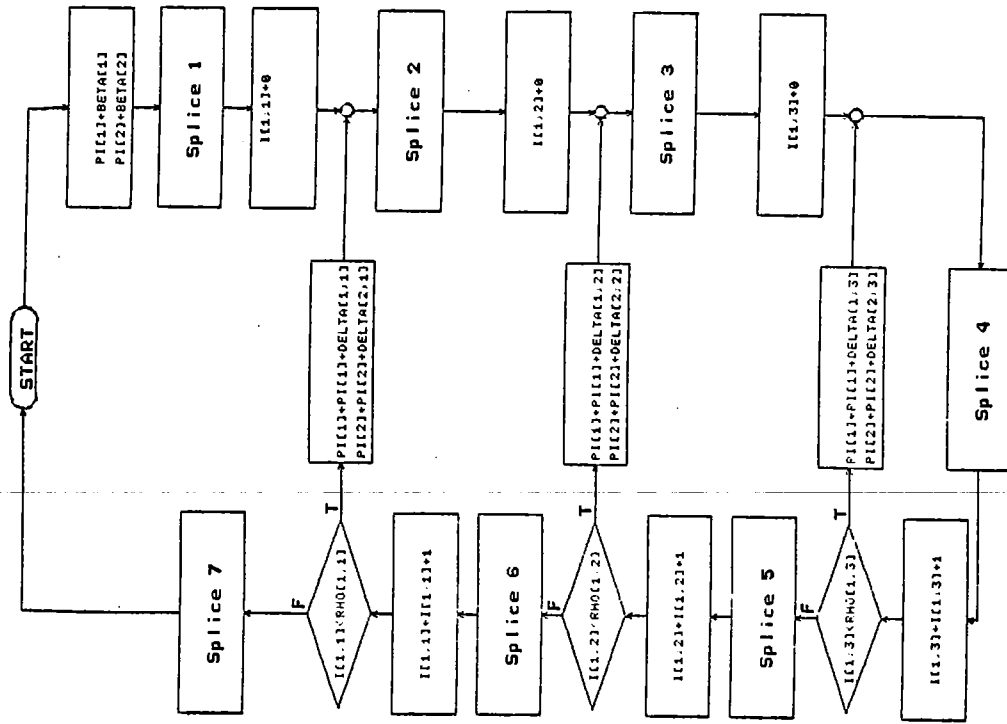 START
PI[1]←BETA[1]
PI[2]←BETA[2]
Splice 1
I[1;1]←0
Splice 2
I[1;2]←0
Splice 3
I[1;3]←0
PI[1]←PI[1]+DELTA[1;1]
PI[2]←PI[2]+DELTA[2;1]
PI[1]←PI[1]+DELTA[1;2]
PI[2]←PI[2]+DELTA[2;2]
PI[1]←PI[1]+DELTA[1;3]
PI[2]←PI[2]+DELTA[2;3]
Splice 4
Splice 7
F
T
I[1;1]<RHO[1;1]
I[1;1]←I[1;1]+1
Splice 6
F
T
I[1;2]<RHO[1;2]
I[1;2]←I[1;2]+1
Splice 5
F
T
I[1;3]<RHO[1;3]
I[1;3]←I[1;3]+1